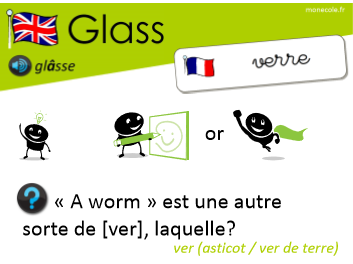 monecole.fr
Glass
glâsse
verre
or
« A worm » est une autre
sorte de [ver], laquelle?
ver (asticot / ver de terre)